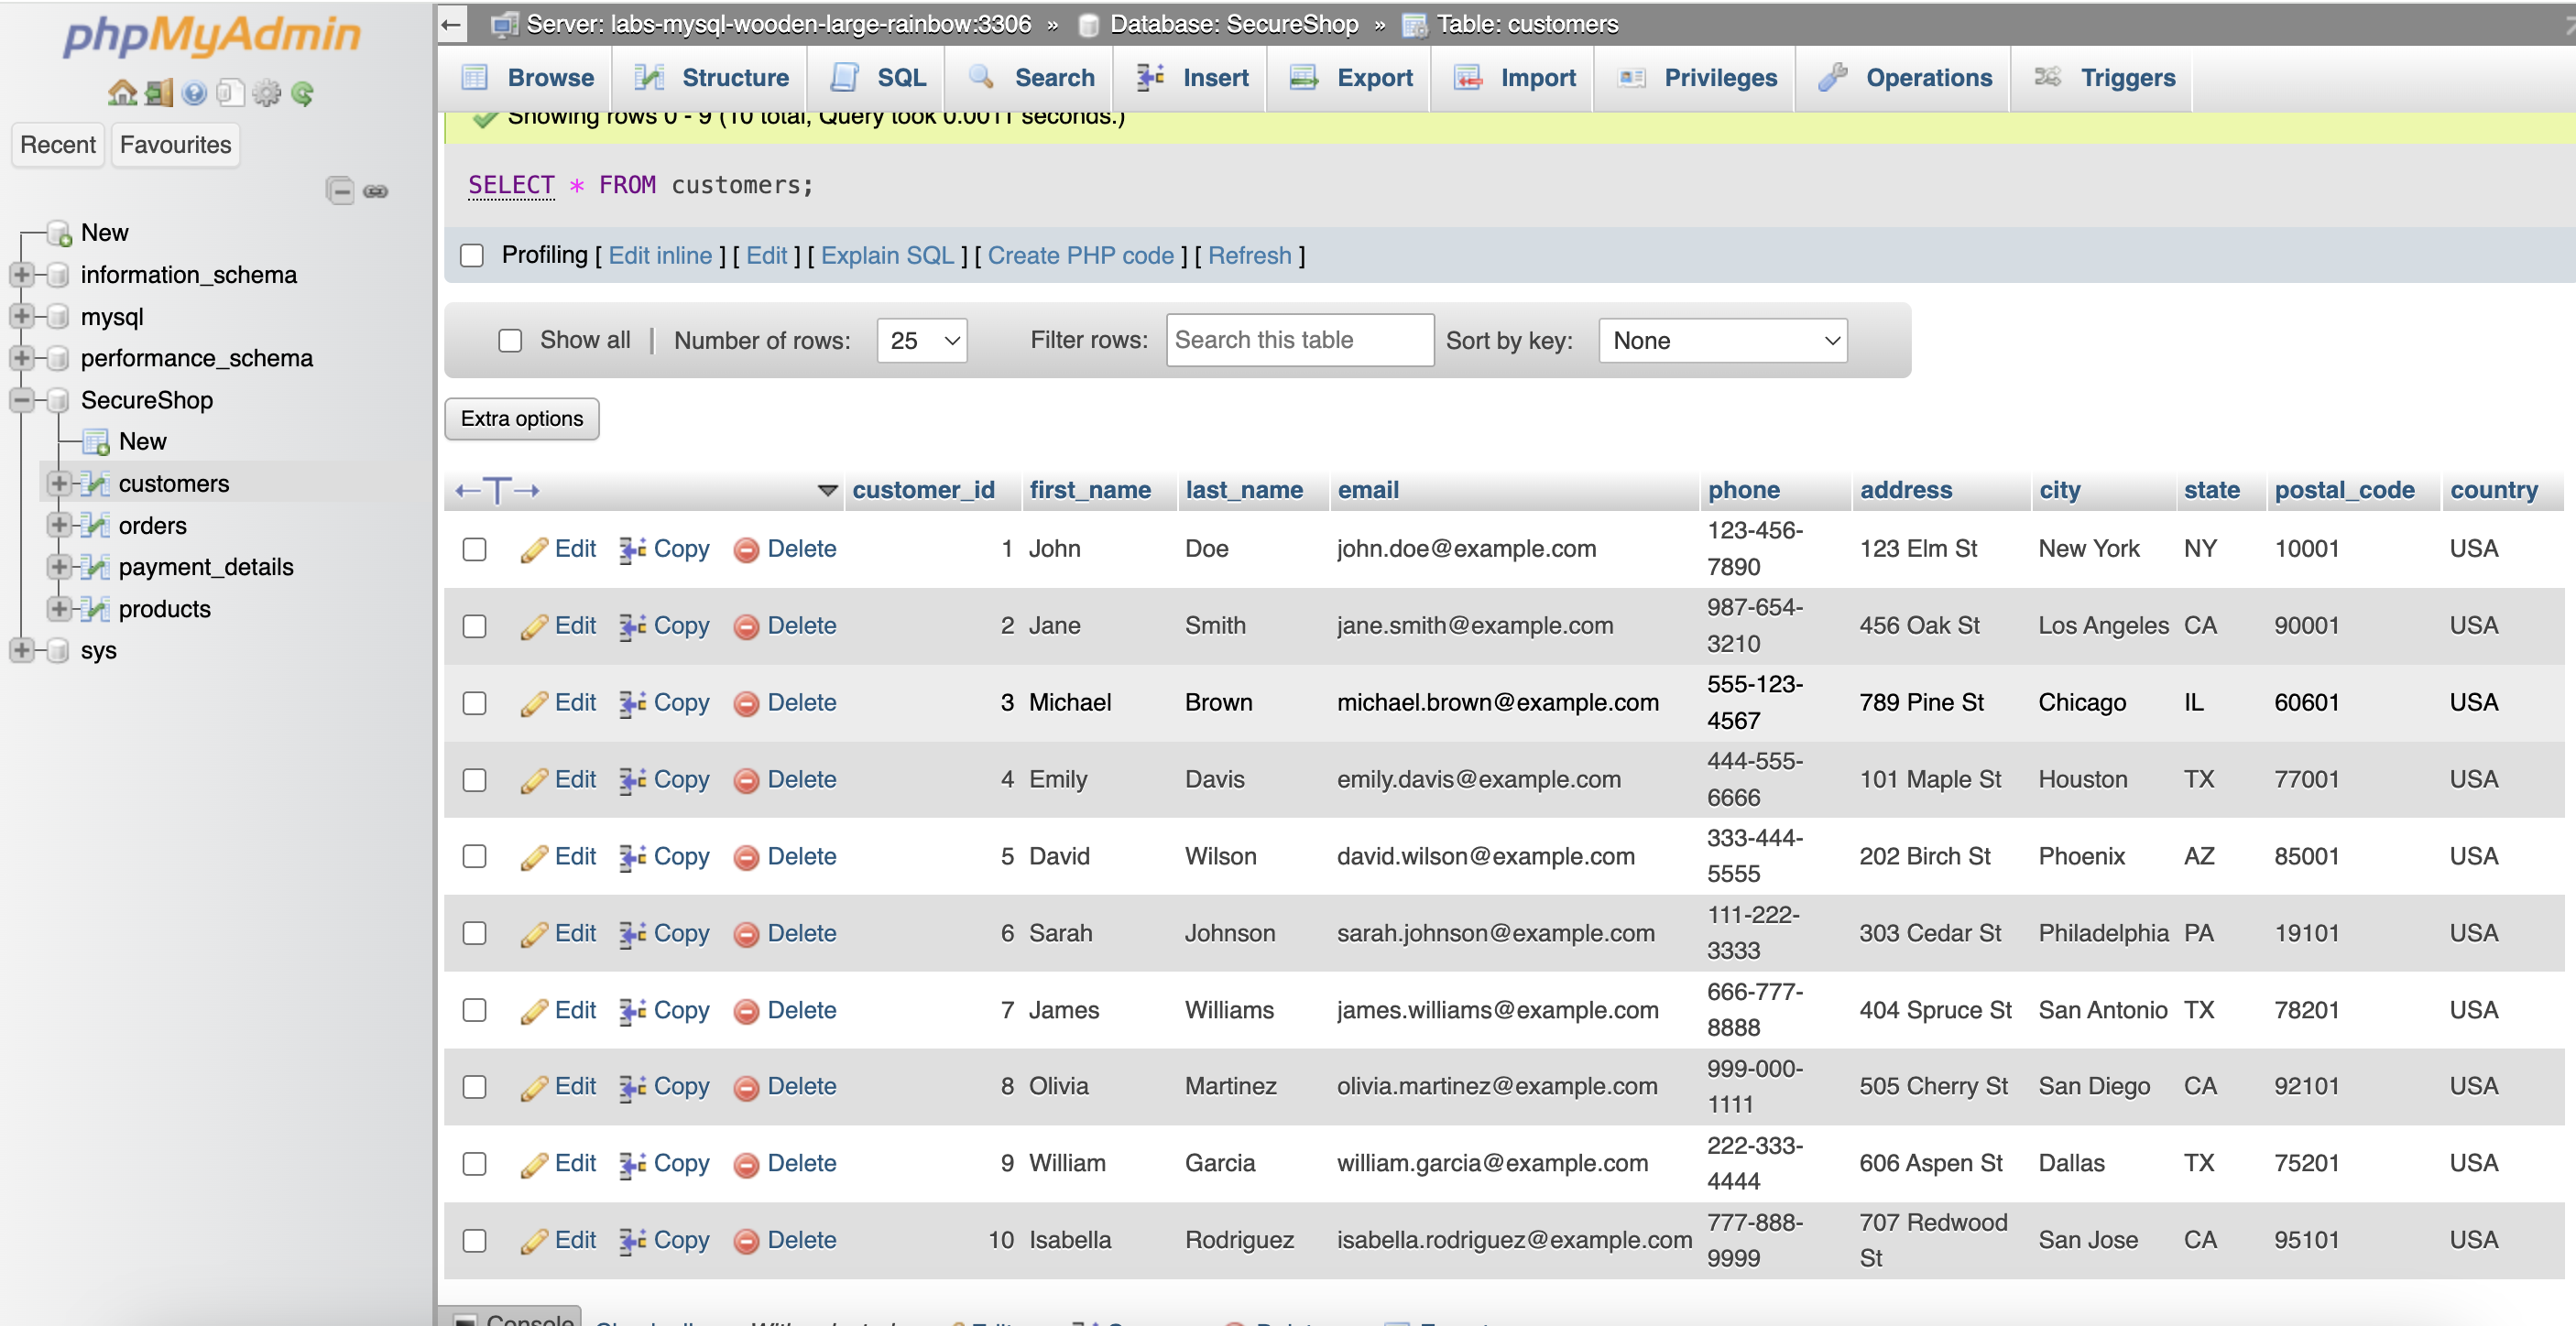 phpMyAdmin
Recent Favourites
New
information_schema
mysql
performance_schema
SecureShop
New
customers
orders
payment_details
products
sys
Server: labs-mysql-wooden-large-rainbow:3306 » Database: SecureShop » Table: customers
Browse Structure SQL Search Insert Export Import Privileges Operations Triggers
Showing rows 0 - 9 (10 total, Query took 0.0011 seconds.)
SELECT * FROM customers;
Profiling [ Edit inline ] [ Edit ] [ Explain SQL ] [ Create PHP code ] [ Refresh ]
Show all | Number of rows: 25 Filter rows: Search this table Sort by key: None
Extra options
←T→ customer_id first_name last_name email phone address city state postal_code country
Edit Copy Delete 1 John Doe john.doe@example.com 123-456-7890 123 Elm St New York NY 10001 USA
Edit Copy Delete 2 Jane Smith jane.smith@example.com 987-654-3210 456 Oak St Los Angeles CA 90001 USA
Edit Copy Delete 3 Michael Brown michael.brown@example.com 555-123-4567 789 Pine St Chicago IL 60601 USA
Edit Copy Delete 4 Emily Davis emily.davis@example.com 444-555-6666 101 Maple St Houston TX 77001 USA
Edit Copy Delete 5 David Wilson david.wilson@example.com 333-444-5555 202 Birch St Phoenix AZ 85001 USA
Edit Copy Delete 6 Sarah Johnson sarah.johnson@example.com 111-222-3333 303 Cedar St Philadelphia PA 19101 USA
Edit Copy Delete 7 James Williams james.williams@example.com 666-777-8888 404 Spruce St San Antonio TX 78201 USA
Edit Copy Delete 8 Olivia Martinez olivia.martinez@example.com 999-000-1111 505 Cherry St San Diego CA 92101 USA
Edit Copy Delete 9 William Garcia william.garcia@example.com 222-333-4444 606 Aspen St Dallas TX 75201 USA
Edit Copy Delete 10 Isabella Rodriguez isabella.rodriguez@example.com 777-888-9999 707 Redwood St San Jose CA 95101 USA
Console